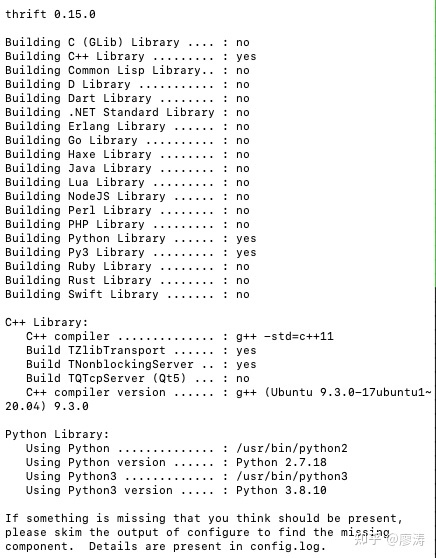 thrift 0.15.0
Building C (GLib) Library .... : no
Building C++ Library ......... : yes
Building Common Lisp Library.. : no
Building D Library ........... : no
Building Dart Library ........ : no
Building .NET Standard Library : no
Building Erlang Library ...... : no
Building Go Library .......... : no
Building Haxe Library ........ : no
Building Java Library ........ : no
Building Lua Library ......... : no
Building NodeJS Library ...... : no
Building Perl Library ........ : no
Building PHP Library ......... : no
Building Python Library ...... : yes
Building Py3 Library ......... : yes
Building Ruby Library ........ : no
Building Rust Library ........ : no
Building Swift Library ....... : no
C++ Library:
C++ compiler .............. : g++ -std=c++11
Build TZlibTransport ...... : yes
Build TNonblockingServer .. : yes
Build TQTcpServer (Qt5) ... : no
C++ compiler version ...... : g++ (Ubuntu 9.3.0-17ubuntu1~
20.04) 9.3.0
Python Library:
Using Python .............. : /usr/bin/python2
Using Python version ...... : Python 2.7.18
Using Python3 ............. : /usr/bin/python3
Using Python3 version ..... : Python 3.8.10
If something is missing that you think should be present,
please skim the output of configure to find the missing
component.  Details are present in config.log.
知乎 @廖涛